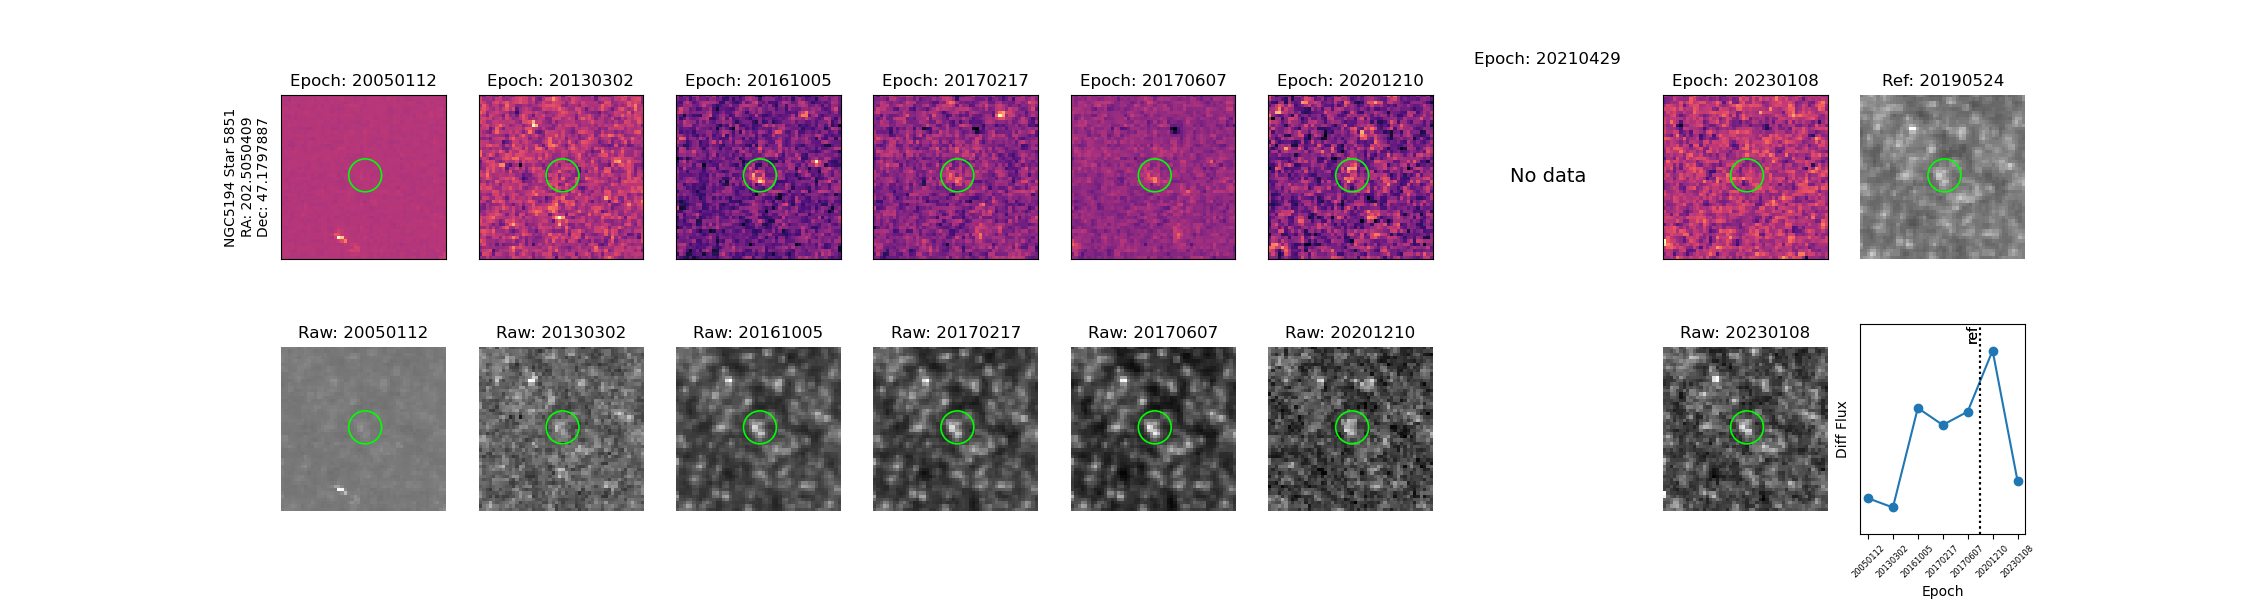 Epoch: 20210429
Epoch: 20050112
Epoch: 20130302
Epoch: 20161005
Epoch: 20170217
Epoch: 20170607
Epoch: 20201210
Epoch: 20230108
Ref: 20190524
NGC5194 Star 5851
RA: 202.5050409
Dec: 47.1797887
No data
Raw: 20050112
Raw: 20130302
Raw: 20161005
Raw: 20170217
Raw: 20170607
Raw: 20201210
Raw: 20230108
ref
Diff Flux
20050112
20130302
20161005
20170217
20170607
20201210
20230108
Epoch